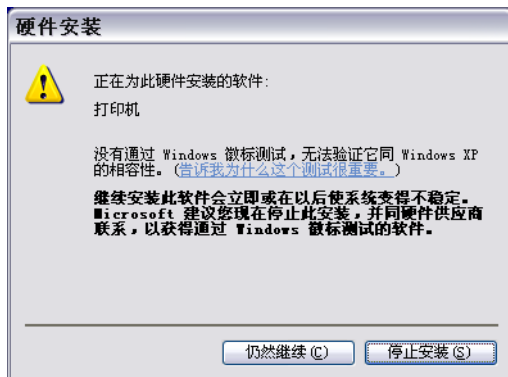 硬件安装
正在为此硬件安装的软件:
打印机
没有通过 Windows 徽标测试，无法验证它同 Windows XP
的相容性。(告诉我为什么这个测试很重要。)
继续安装此软件会立即或在以后使系统变得不稳定。
Microsoft 建议您现在停止此安装，并同硬件供应商
联系，以获得通过 Windows 徽标测试的软件。
仍然继续(C) 停止安装(S)